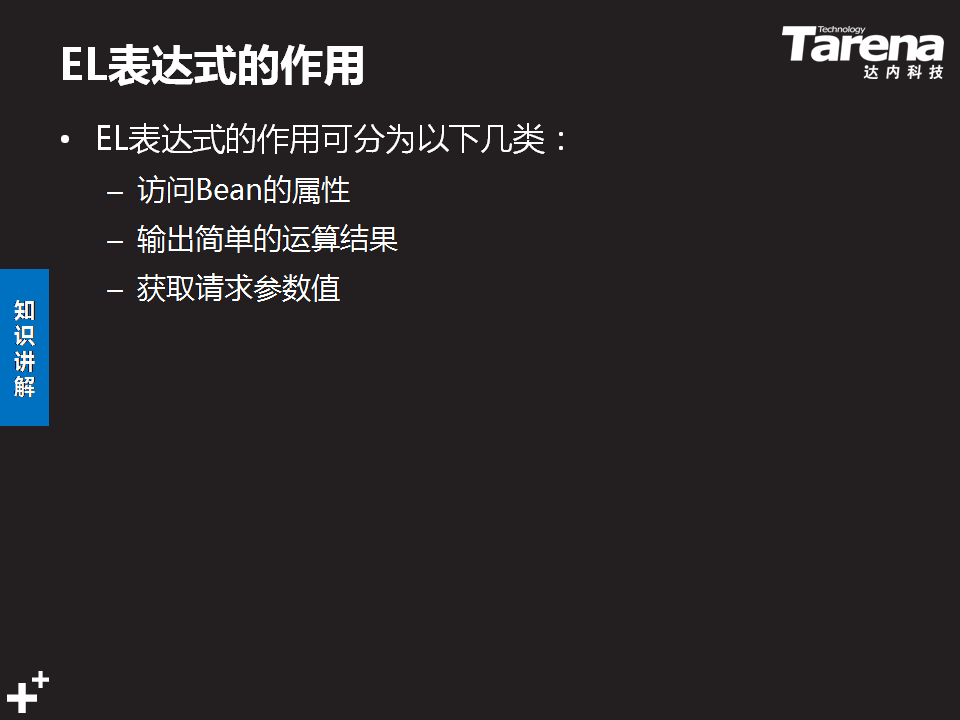 EL表达式的作用
Technology
Tarena
达内科技
• EL表达式的作用可分为以下几类：
– 访问Bean的属性
– 输出简单的运算结果
– 获取请求参数值
知识讲解